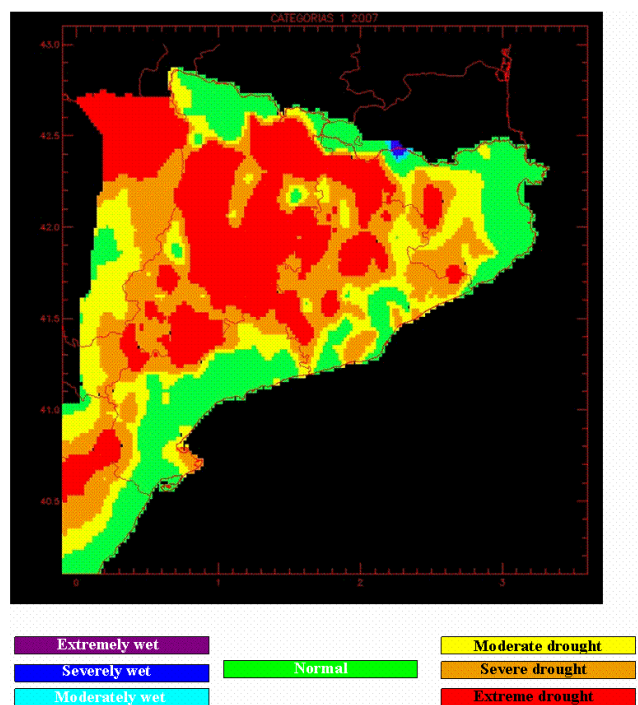 CATEGORIAS 1 2007
43.0
42.5
42.0
41.5
41.0
40.5
0 1 2 3
Extremely wet
Moderate drought
Severely wet
Normal
Severe drought
Moderately wet
Extreme drought